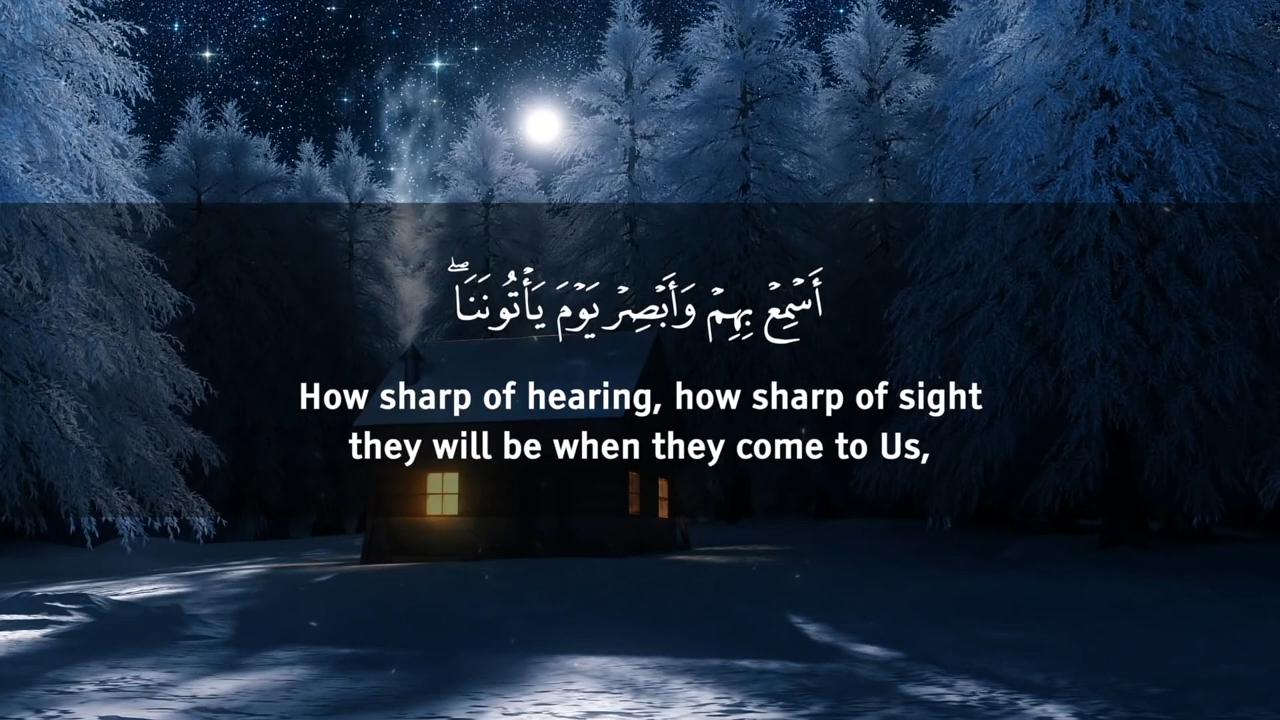 أَسْمِعْ بِهِمْ وَأَبْصِرْ يَوْمَ يَأْتُونَنَا ۖ
How sharp of hearing, how sharp of sight
they will be when they come to Us,